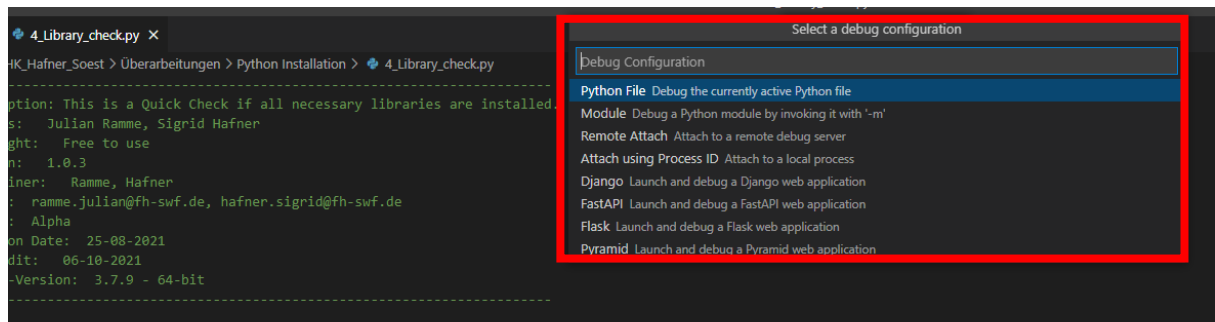 4_Library_check.py
HK_Hafner_Soest > Überarbeitungen > Python Installation > 4_Library_check.py
ption: This is a Quick Check if all necessary libraries are installed.
s: Julian Ramme, Sigrid Hafner
ght: Free to use
n: 1.0.3
iner: Ramme, Hafner
: ramme.julian@fh-swf.de, hafner.sigrid@fh-swf.de
: Alpha
on Date: 25-08-2021
dit: 06-10-2021
-Version: 3.7.9 - 64-bit
Select a debug configuration
Debug Configuration
Python File Debug the currently active Python file
Module Debug a Python module by invoking it with '-m'
Remote Attach Attach to a remote debug server
Attach using Process ID Attach to a local process
Django Launch and debug a Django web application
FastAPI Launch and debug a FastAPI web application
Flask Launch and debug a Flask web application
Pyramid Launch and debug a Pyramid web application